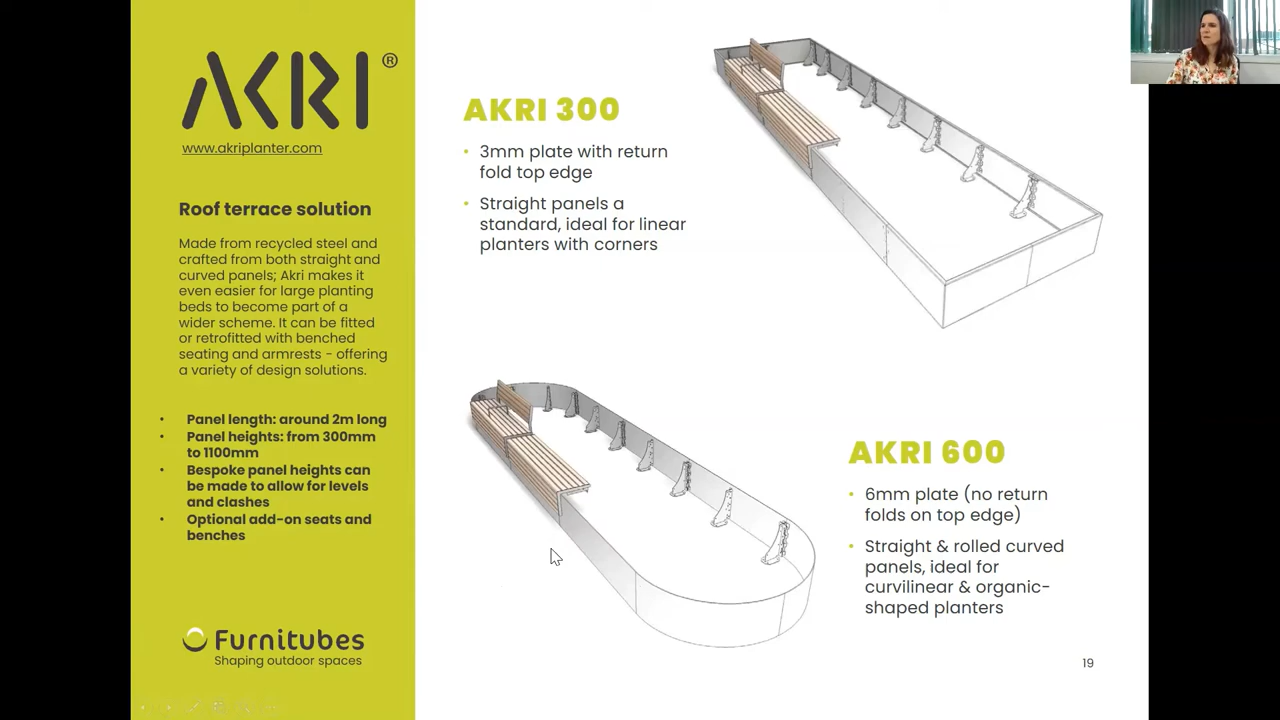 AKRI®
www.akriplanter.com
Roof terrace solution
Made from recycled steel and
crafted from both straight and
curved panels; Akri makes it
even easier for large planting
beds to become part of a
wider scheme. It can be fitted
or retrofitted with benched
seating and armrests - offering
a variety of design solutions.
• Panel length: around 2m long
• Panel heights: from 300mm
to 1100mm
• Bespoke panel heights can
be made to allow for levels
and clashes
• Optional add-on seats and
benches
Furnitubes
Shaping outdoor spaces
AKRI 300
• 3mm plate with return
fold top edge
• Straight panels a
standard, ideal for linear
planters with corners
AKRI 600
• 6mm plate (no return
folds on top edge)
• Straight & rolled curved
panels, ideal for
curvilinear & organic-
shaped planters
19